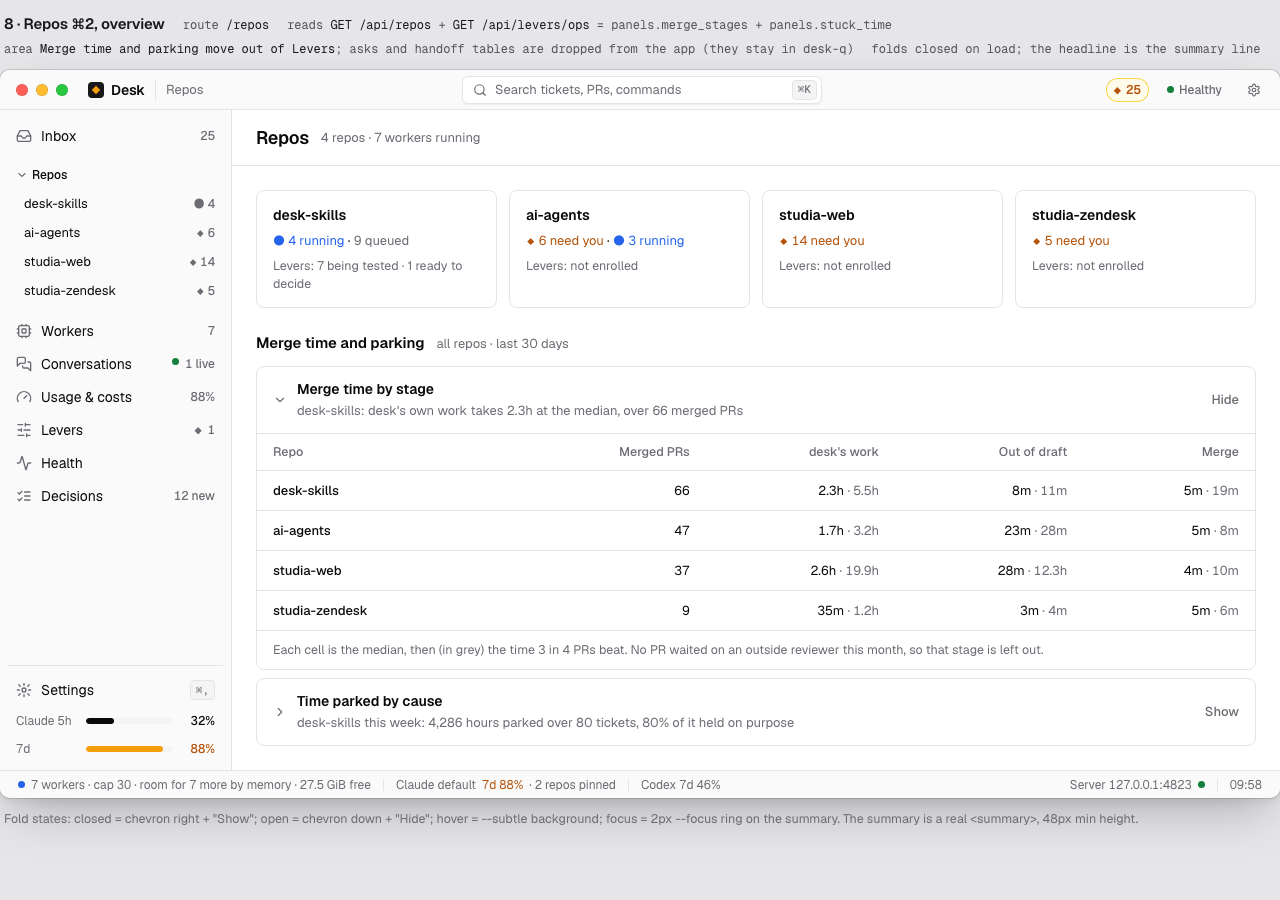 8 · Repos ⌘2, overview route /repos reads GET /api/repos + GET /api/levers/ops = panels.merge_stages + panels.stuck_time
area Merge time and parking move out of Levers; asks and handoff tables are dropped from the app (they stay in desk-q) folds closed on load; the headline is the summary line
Desk Repos Search tickets, PRs, commands ⌘K 25 Healthy
Inbox 25
Repos
desk-skills 4
ai-agents 6
studia-web 14
studia-zendesk 5
Workers 7
Conversations 1 live
Usage & costs 88%
Levers 1
Health
Decisions 12 new
Settings ⌘,
Claude 5h 32%
7d 88%
Repos 4 repos · 7 workers running
desk-skills
4 running · 9 queued
Levers: 7 being tested · 1 ready to
decide
ai-agents
6 need you · 3 running
Levers: not enrolled
studia-web
14 need you
Levers: not enrolled
studia-zendesk
5 need you
Levers: not enrolled
Merge time and parking all repos · last 30 days
Merge time by stage
desk-skills: desk's own work takes 2.3h at the median, over 66 merged PRs
Hide
Repo Merged PRs desk's work Out of draft Merge
desk-skills 66 2.3h · 5.5h 8m · 11m 5m · 19m
ai-agents 47 1.7h · 3.2h 23m · 28m 5m · 8m
studia-web 37 2.6h · 19.9h 28m · 12.3h 4m · 10m
studia-zendesk 9 35m · 1.2h 3m · 4m 5m · 6m
Each cell is the median, then (in grey) the time 3 in 4 PRs beat. No PR waited on an outside reviewer this month, so that stage is left out.
Time parked by cause
desk-skills this week: 4,286 hours parked over 80 tickets, 80% of it held on purpose
Show
7 workers · cap 30 · room for 7 more by memory · 27.5 GiB free Claude default 7d 88% · 2 repos pinned Codex 7d 46% Server 127.0.0.1:4823 09:58
Fold states: closed = chevron right + "Show"; open = chevron down + "Hide"; hover = --subtle background; focus = 2px --focus ring on the summary. The summary is a real <summary>, 48px min height.